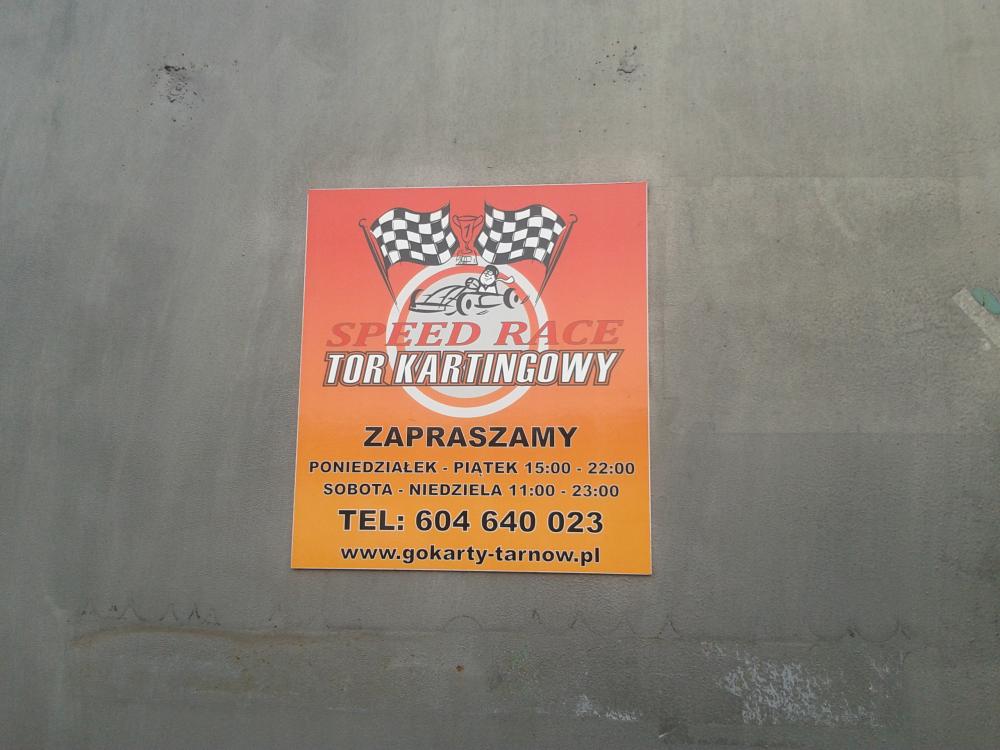 1
SPEED RACE
TOR KARTINGOWY
ZAPRASZAMY
PONIEDZIAŁEK - PIĄTEK 15:00 - 22:00
SOBOTA - NIEDZIELA 11:00 - 23:00
TEL: 604 640 023
www.gokarty-tarnow.pl